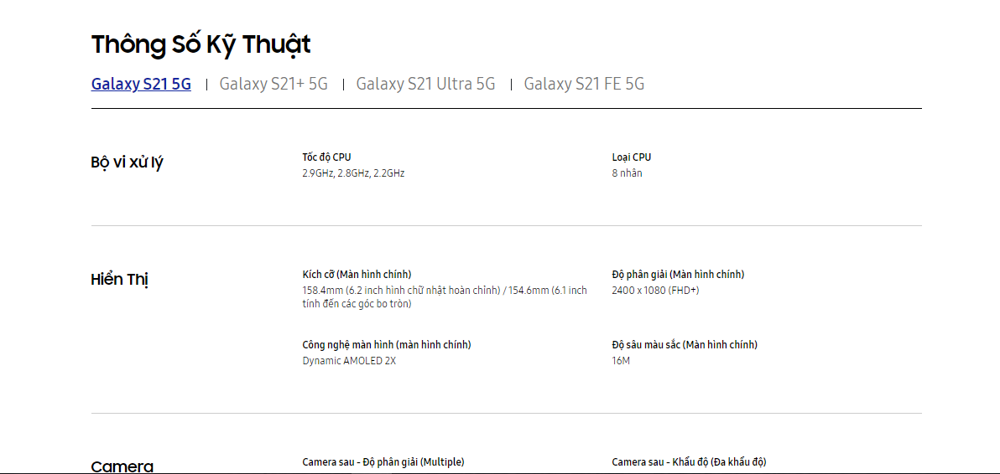 Thông Số Kỹ Thuật
Galaxy S21 5G | Galaxy S21+ 5G | Galaxy S21 Ultra 5G | Galaxy S21 FE 5G
Bộ vi xử lý
Tốc độ CPU
2.9GHz, 2.8GHz, 2.2GHz
Loại CPU
8 nhân
Hiển Thị
Kích cỡ (Màn hình chính)
158.4mm (6.2 inch hình chữ nhật hoàn chỉnh) / 154.6mm (6.1 inch
tính đến các góc bo tròn)
Độ phân giải (Màn hình chính)
2400 x 1080 (FHD+)
Công nghệ màn hình (màn hình chính)
Dynamic AMOLED 2X
Độ sâu màu sắc (Màn hình chính)
16M
Camera
Camera sau - Độ phân giải (Multiple)
Camera sau - Khẩu độ (Đa khẩu độ)